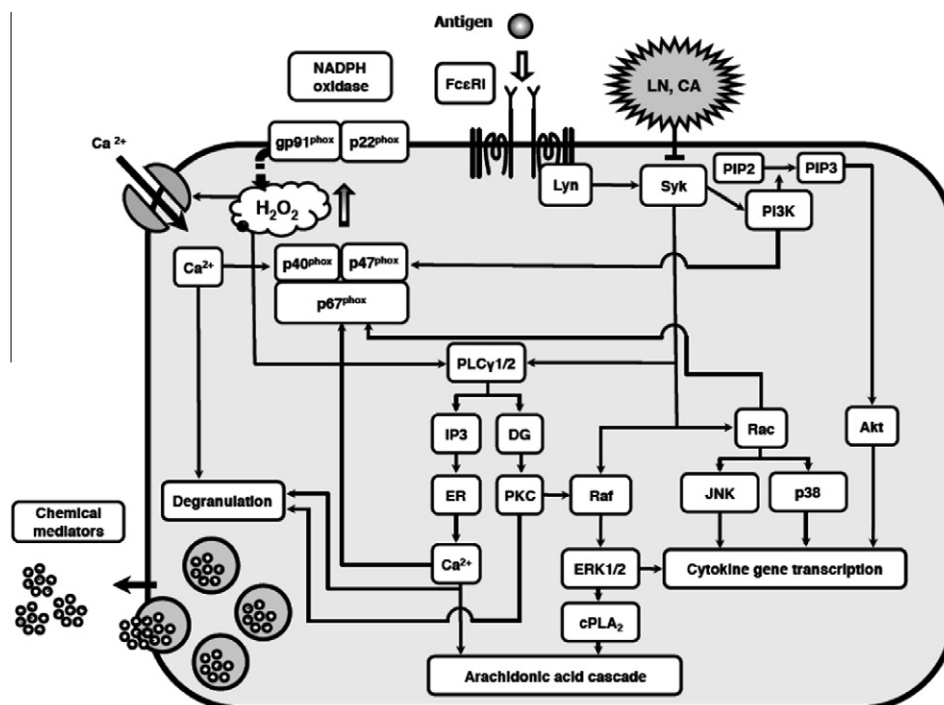 Antigen
NADPH
oxidase
FcεRI
LN, CA
gp91phox
p22phox
Ca 2+
H2O2
Lyn
Syk
PIP2
PIP3
PI3K
Ca2+
p40phox
p47phox
p67phox
PLCγ1/2
IP3
DG
Rac
Akt
ER
PKC
Raf
JNK
p38
Degranulation
Chemical
mediators
Ca2+
ERK1/2
Cytokine gene transcription
cPLA2
Arachidonic acid cascade